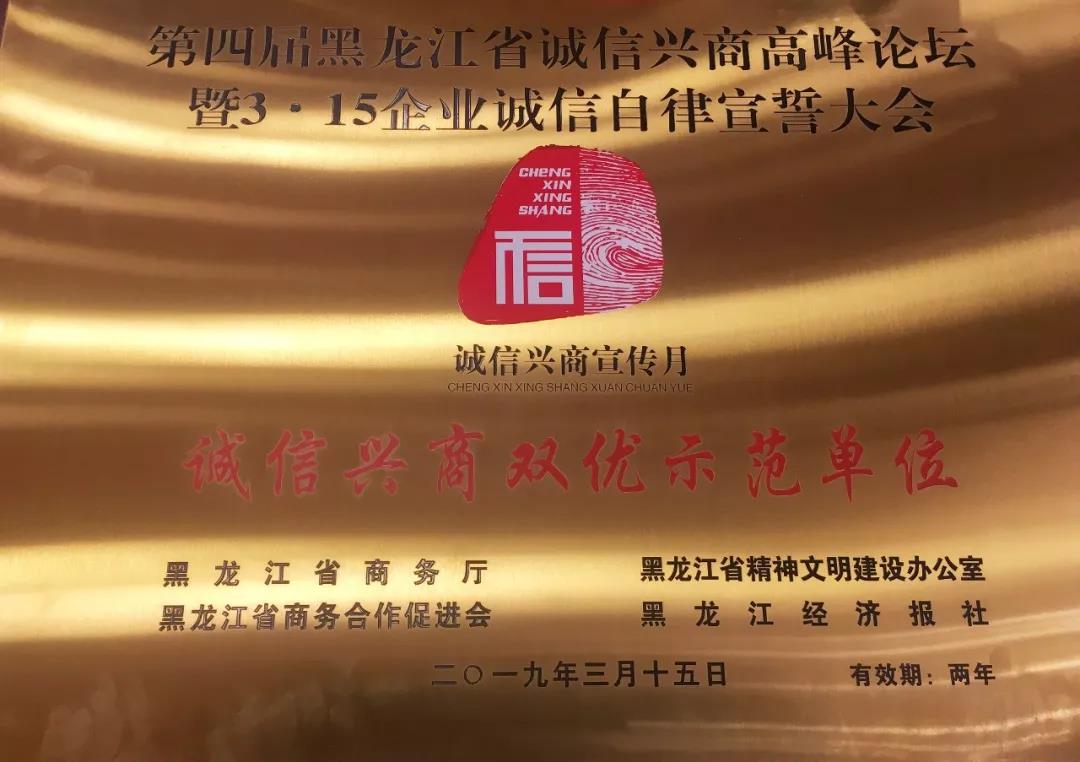 第四届黑龙江省诚信兴商高峰论坛
暨3·15企业诚信自律宣誓大会
CHENG
XIN
XING
SHANG
信
诚信兴商宣传月
CHENG XIN XING SHANG XUAN CHUAN YUE
诚信兴商双优示范单位
黑龙江省商务厅 黑龙江省精神文明建设办公室
黑龙江省商务合作促进会 黑龙江经济报社
二〇一九年三月十五日 有效期：两年